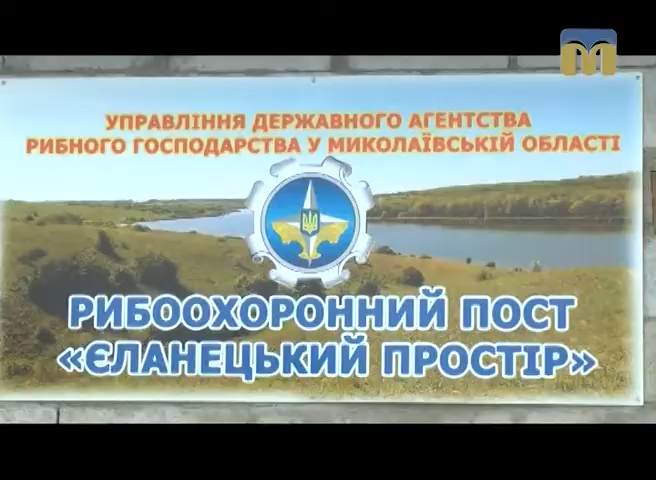 УПРАВЛІННЯ ДЕРЖАВНОГО АГЕНТСТВА
РИБНОГО ГОСПОДАРСТВА У МИКОЛАЇВСЬКІЙ ОБЛАСТІ
РИБООХОРОННИЙ ПОСТ
«ЄЛАНЕЦЬКИЙ ПРОСТІР»